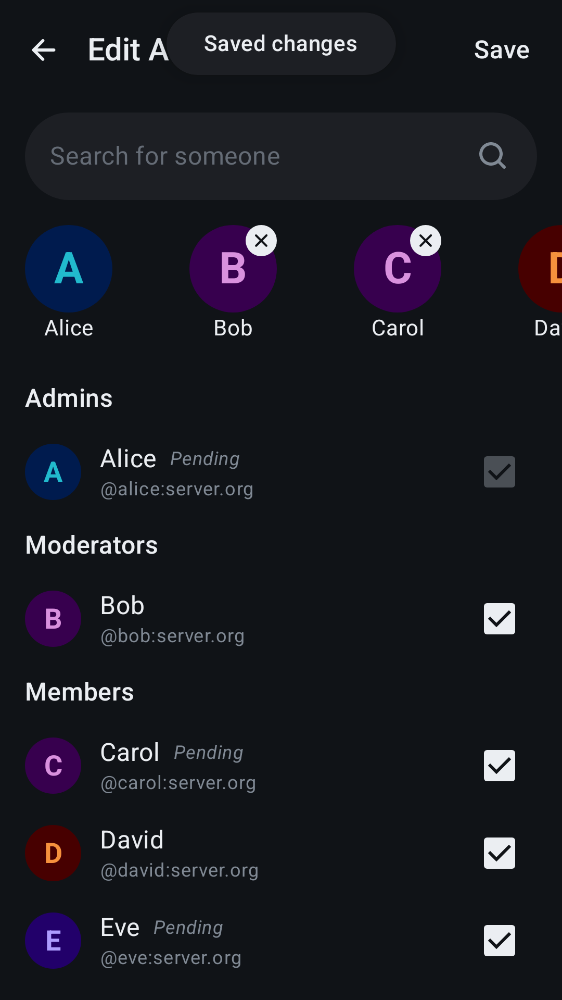 Edit A
Saved changes
Save
Search for someone
A
B
C
D
Alice
Bob
Carol
Da
Admins
A
Alice Pending
@alice:server.org
Moderators
B
Bob
@bob:server.org
Members
C
Carol Pending
@carol:server.org
D
David
@david:server.org
E
Eve Pending
@eve:server.org